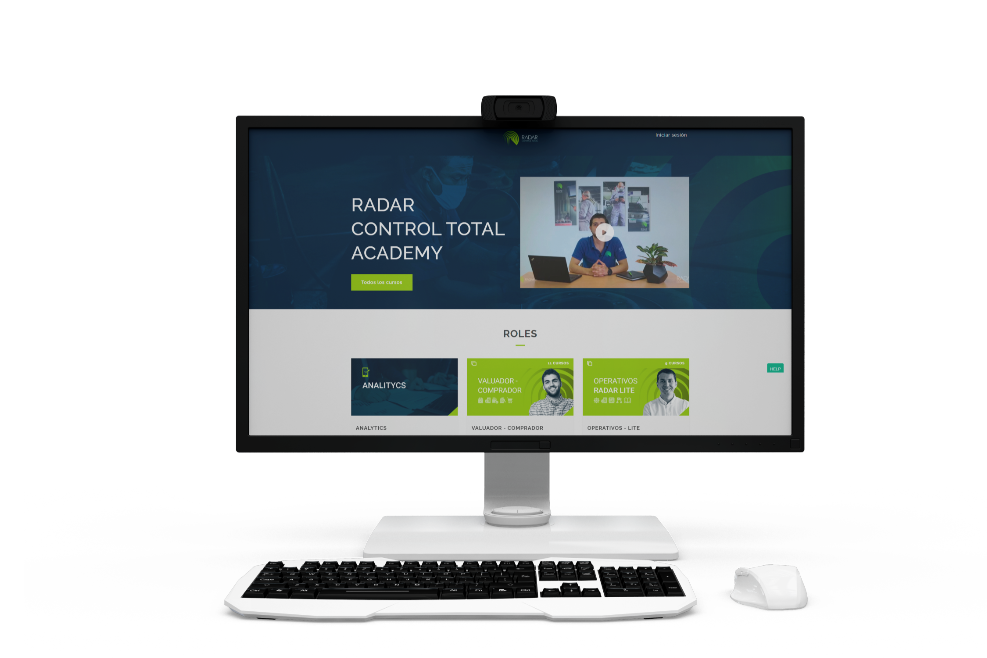 RADAR
Iniciar sesión
RADAR
CONTROL TOTAL
ACADEMY
Todos los cursos
ROLES
ANALITYCS
VALUADOR -
COMPRADOR
OPERATIVOS
RADAR LITE
HELP
ANALYTICS
VALUADOR - COMPRADOR
OPERATIVOS - LITE